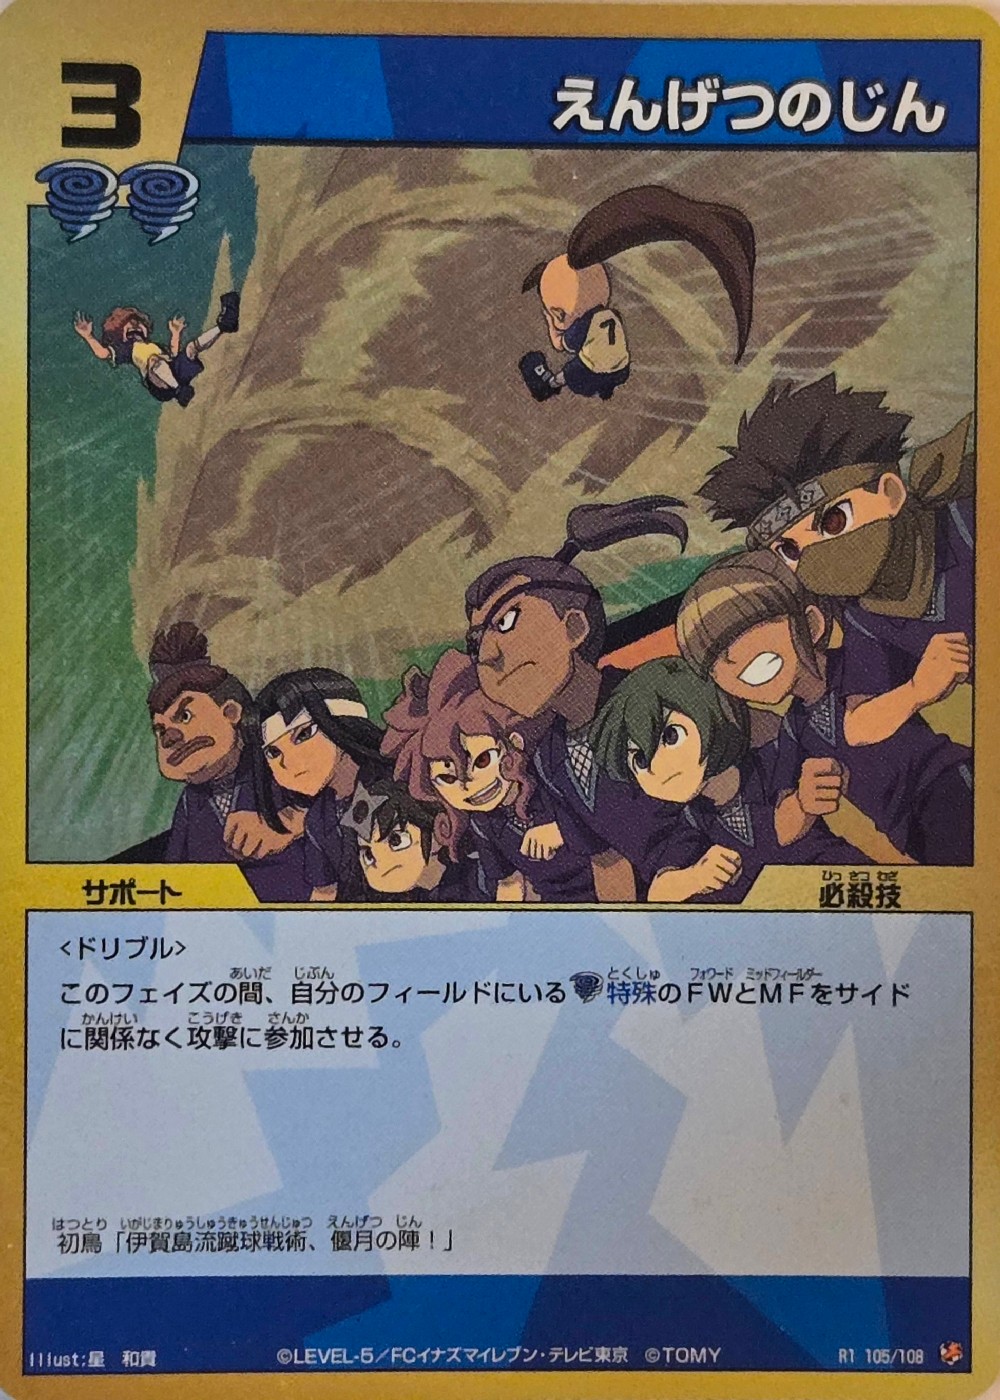 3
えんげつのじん
7
サポート
ひっさつわざ
必殺技
<ドリブル>
あいだ じぶん とくしゅ フォワード ミッドフィールダー
このフェイズの間、自分のフィールドにいる特殊のFWとMFをサイド
かんけい こうげき さんか
に関係なく攻撃に参加させる。
はつとり いがじまりゅうしゅうきゅうせんじゅつ えんげつ じん
初鳥「伊賀島流蹴球戦術、偃月の陣!」
Illust:星 和貴
©LEVEL-5/FCイナズマイレブン・テレビ東京 ©TOMY
R1 105/108